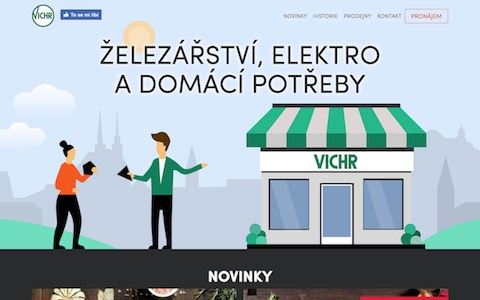 VICHR
To se mi líbí
NOVINKY
HISTORIE
PRODEJNY
KONTAKT
PRONÁJEM
ŽELEZÁŘSTVÍ, ELEKTRO
A DOMÁCÍ POTŘEBY
VICHR
NOVINKY